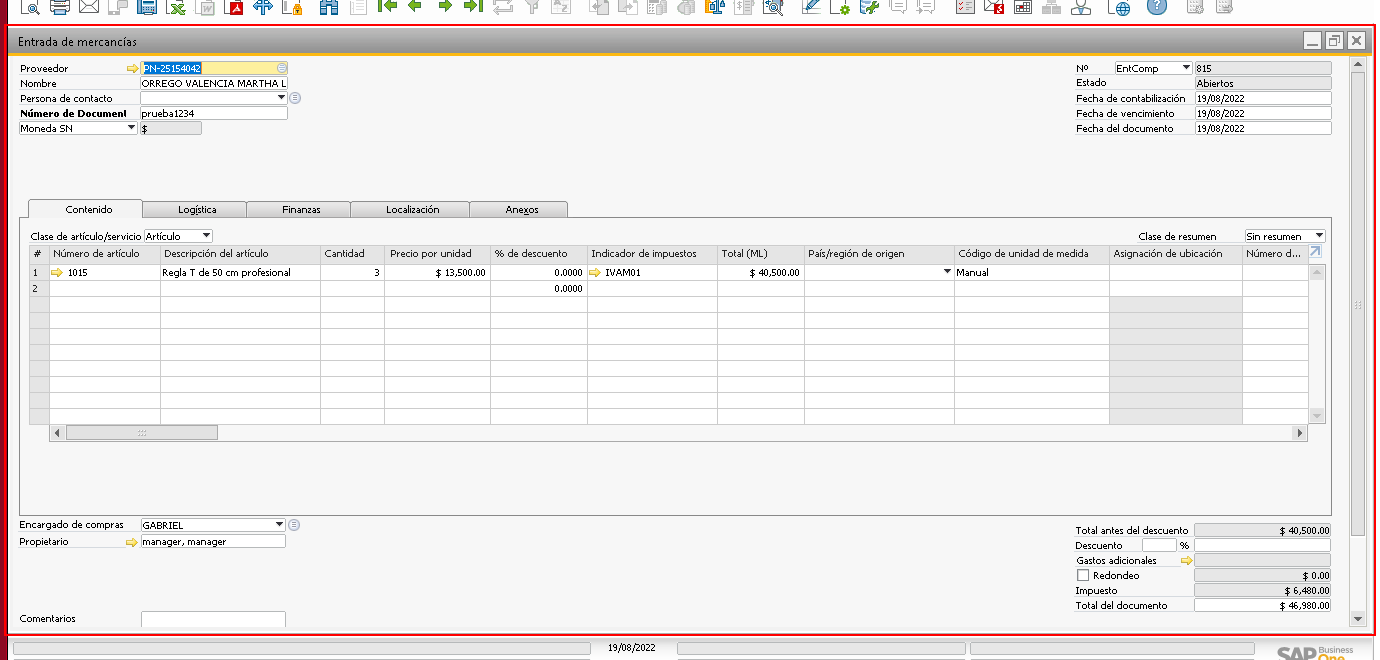 Entrada de mercancías
Proveedor PN-25154042
Nombre ORREGO VALENCIA MARTHA L
Persona de contacto
Número de Document prueba1234
Moneda SN $
Nº EntComp 815
Estado Abiertos
Fecha de contabilización 19/08/2022
Fecha de vencimiento 19/08/2022
Fecha del documento 19/08/2022
Contenido Logística Finanzas Localización Anexos
Clase de artículo/servicio Artículo Clase de resumen Sin resumen
# Número de artículo Descripción del artículo Cantidad Precio por unidad % de descuento Indicador de impuestos Total (ML) País/región de origen Código de unidad de medida Asignación de ubicación Número d...
1 1015 Regla T de 50 cm profesional 3 $ 13,500.00 0.0000 IVAM01 $ 40,500.00 Manual
2 0.0000
Encargado de compras GABRIEL
Propietario manager, manager
Comentarios
Total antes del descuento $ 40,500.00
Descuento %
Gastos adicionales
Redondeo $ 0.00
Impuesto $ 6,480.00
Total del documento $ 46,980.00
19/08/2022
SAP Business
One